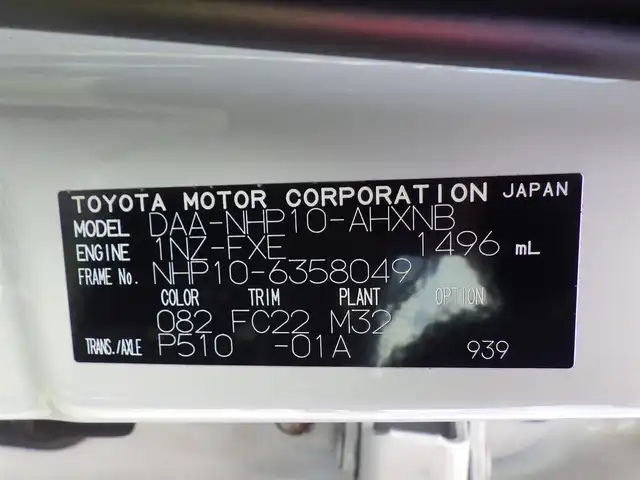 TOYOTA MOTOR CORPORATION JAPAN
MODEL DAA-NHP10-AHXNB
ENGINE 1NZ-FXE 1496 mL
FRAME No. NHP10-6358049
COLOR TRIM PLANT OPTION
082 FC22 M32
TRANS./AXLE P510 -01A 939